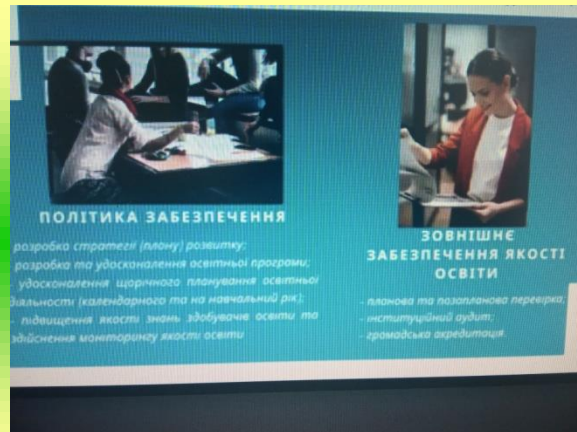 ПОЛІТИКА ЗАБЕЗПЕЧЕННЯ
розробка стратегії (плану) розвитку;
розробка та удосконалення освітньої програми;
удосконалення щорічного планування освітньої
діяльності (календарного та на навчальний рік);
підвищення якості знань здобувачів освіти та
здійснення моніторингу якості освіти
ЗОВНІШНЄ
ЗАБЕЗПЕЧЕННЯ ЯКОСТІ
ОСВІТИ
- планова та позапланова перевірка;
- інституційний аудит;
- громадська акредитація.